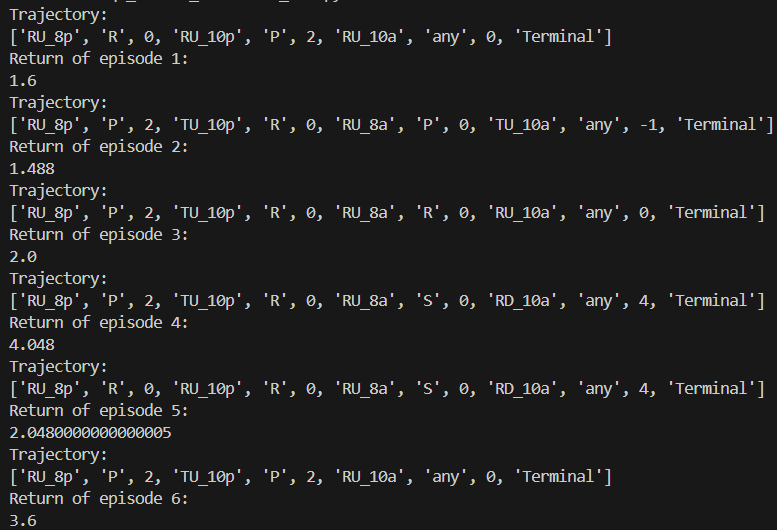 Trajectory:
['RU_8p', 'R', 0, 'RU_10p', 'P', 2, 'RU_10a', 'any', 0, 'Terminal']
Return of episode 1:
1.6
Trajectory:
['RU_8p', 'P', 2, 'TU_10p', 'R', 0, 'RU_8a', 'P', 0, 'TU_10a', 'any', -1, 'Terminal']
Return of episode 2:
1.488
Trajectory:
['RU_8p', 'P', 2, 'TU_10p', 'R', 0, 'RU_8a', 'R', 0, 'RU_10a', 'any', 0, 'Terminal']
Return of episode 3:
2.0
Trajectory:
['RU_8p', 'P', 2, 'TU_10p', 'R', 0, 'RU_8a', 'S', 0, 'RD_10a', 'any', 4, 'Terminal']
Return of episode 4:
4.048
Trajectory:
['RU_8p', 'R', 0, 'RU_10p', 'R', 0, 'RU_8a', 'S', 0, 'RD_10a', 'any', 4, 'Terminal']
Return of episode 5:
2.0480000000000005
Trajectory:
['RU_8p', 'P', 2, 'TU_10p', 'P', 2, 'RU_10a', 'any', 0, 'Terminal']
Return of episode 6:
3.6